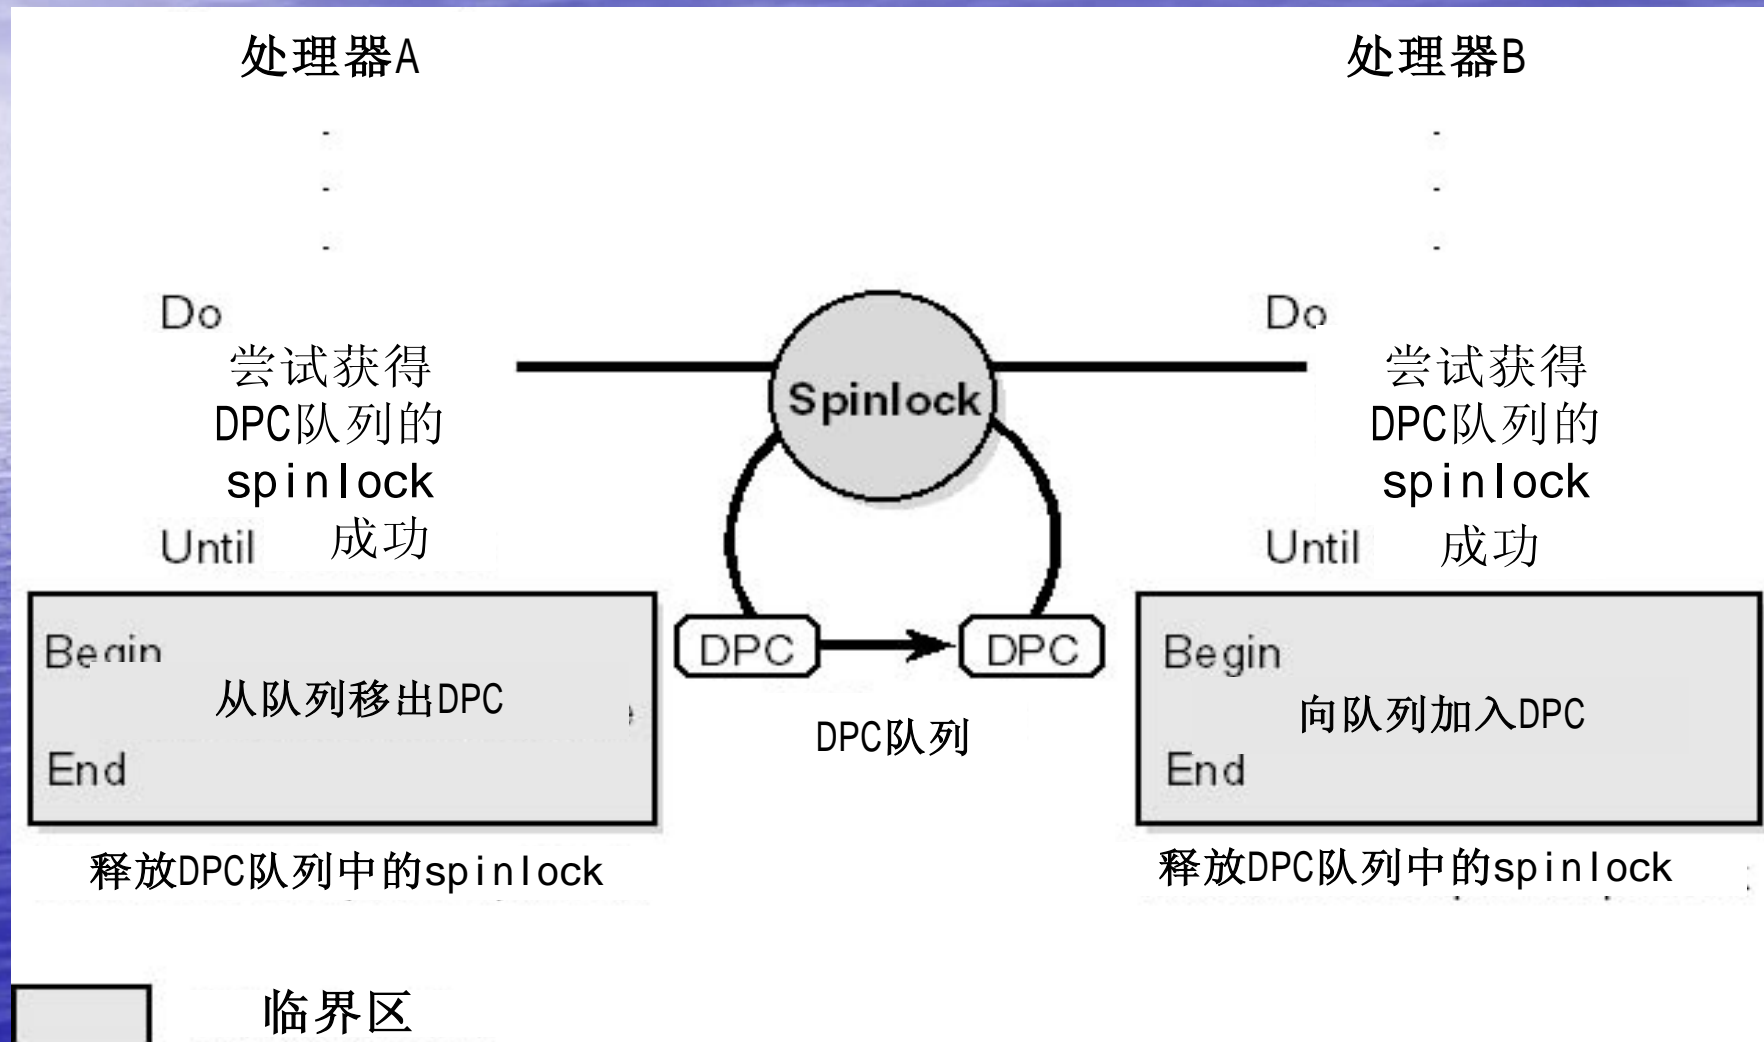 处理器A
处理器B
Do
尝试获得
DPC队列的
spinlock
Until 成功
Begin
从队列移出DPC
End
释放DPC队列中的spinlock
Spinlock
DPC
DPC
DPC队列
Do
尝试获得
DPC队列的
spinlock
Until 成功
Begin
向队列加入DPC
End
释放DPC队列中的spinlock
临界区